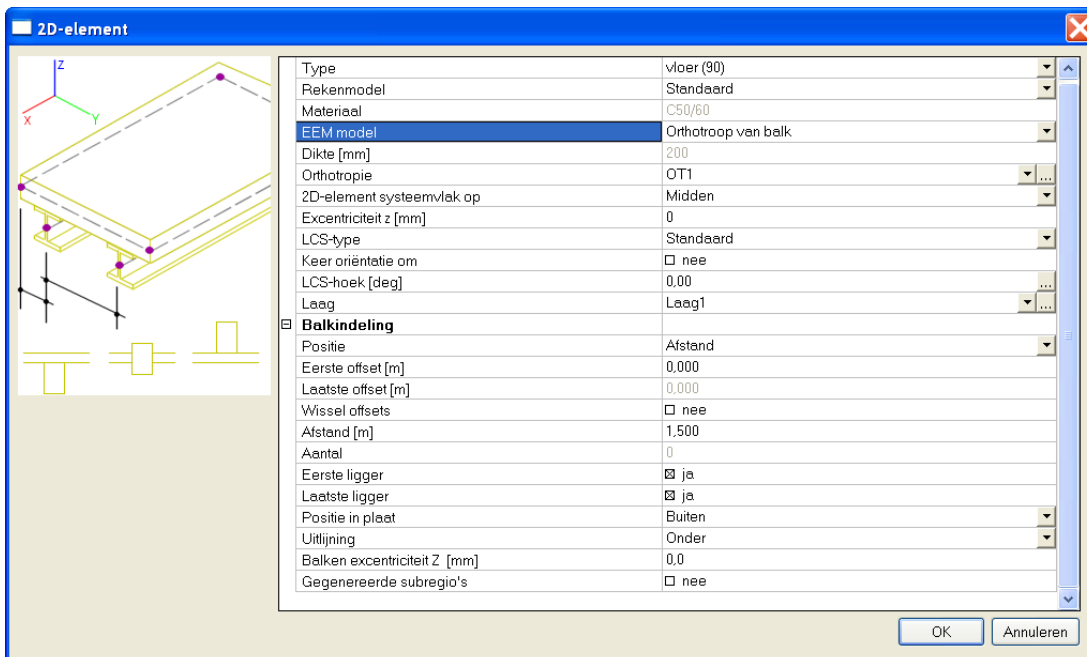 2D-element
Z
X
Y
Type vloer (90)
Rekenmodel Standaard
Materiaal C50/60
EEM model Orthotroop van balk
Dikte [mm] 200
Orthotropie OT1 ...
2D-element systeemvlak op Midden
Excentriciteit z [mm] 0
LCS-type Standaard
Keer oriëntatie om nee
LCS-hoek [deg] 0,00 ...
Laag Laag1 ...
Balkindeling
Positie Afstand
Eerste offset [m] 0,000
Laatste offset [m] 0,000
Wissel offsets nee
Afstand [m] 1,500
Aantal 0
Eerste ligger ja
Laatste ligger ja
Positie in plaat Buiten
Uitlijning Onder
Balken excentriciteit Z [mm] 0,0
Gegenereerde subregio's nee
OK Annuleren